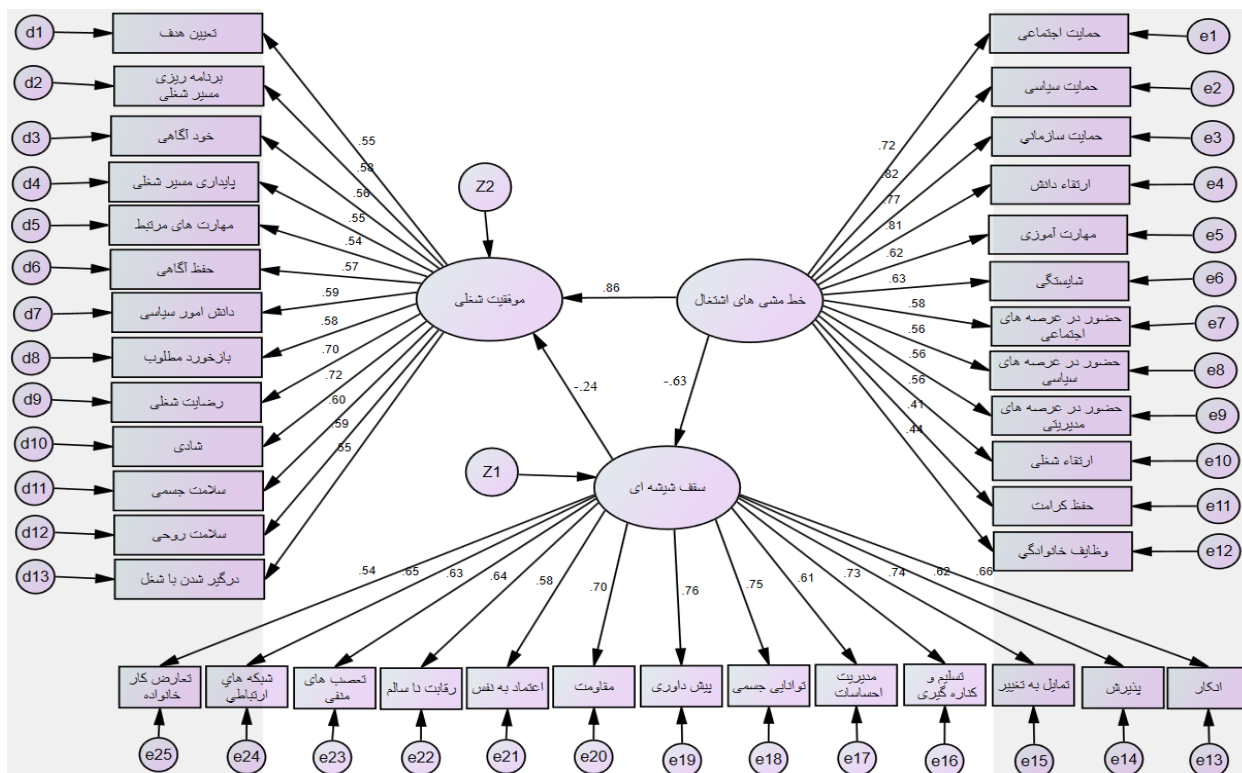 d1
تعیین هدف
d2
برنامه ریزی
مسیر شغلی
d3
خود آگاهی
d4
پایداری مسیر شغلی
d5
مهارت های مرتبط
d6
حفظ آگاهی
d7
دانش امور سیاسی
d8
بازخورد مطلوب
d9
رضایت شغلی
d10
شادی
d11
سلامت جسمی
d12
سلامت روحی
d13
درگیر شدن با شغل
.55
.58
.56
.55
.54
.57
.59
.58
.70
.72
.60
.59
.55
Z2
موفقیت شغلی
.86
خط مشی های اشتغال
-.24
-.63
Z1
سقف شیشه ای
.72
.82
.77
.81
.62
.63
.58
.56
.56
.56
.41
.44
حمایت اجتماعی
e1
حمایت سیاسی
e2
حمایت سازماني
e3
ارتقاء دانش
e4
مهارت آموزی
e5
شایستگی
e6
حضور در عرصه های
اجتماعی
e7
حضور در عرصه های
سیاسی
e8
حضور در عرصه های
مدیریتی
e9
ارتقاء شغلی
e10
حفظ کرامت
e11
وظایف خانوادگي
e12
.54
.65
.63
.64
.58
.70
.76
.75
.61
.73
.74
.62
.66
تعارض کار
خانواده
شبکه هاي
ارتباطي
تعصب های
منفی
رقابت نا سالم
اعتماد به نفس
مقاومت
پیش داوری
توانایی جسمی
مدیریت
احساسات
تسلیم و
کناره گیری
تمایل به تغییر
پذیرش
انکار
e25
e24
e23
e22
e21
e20
e19
e18
e17
e16
e15
e14
e13